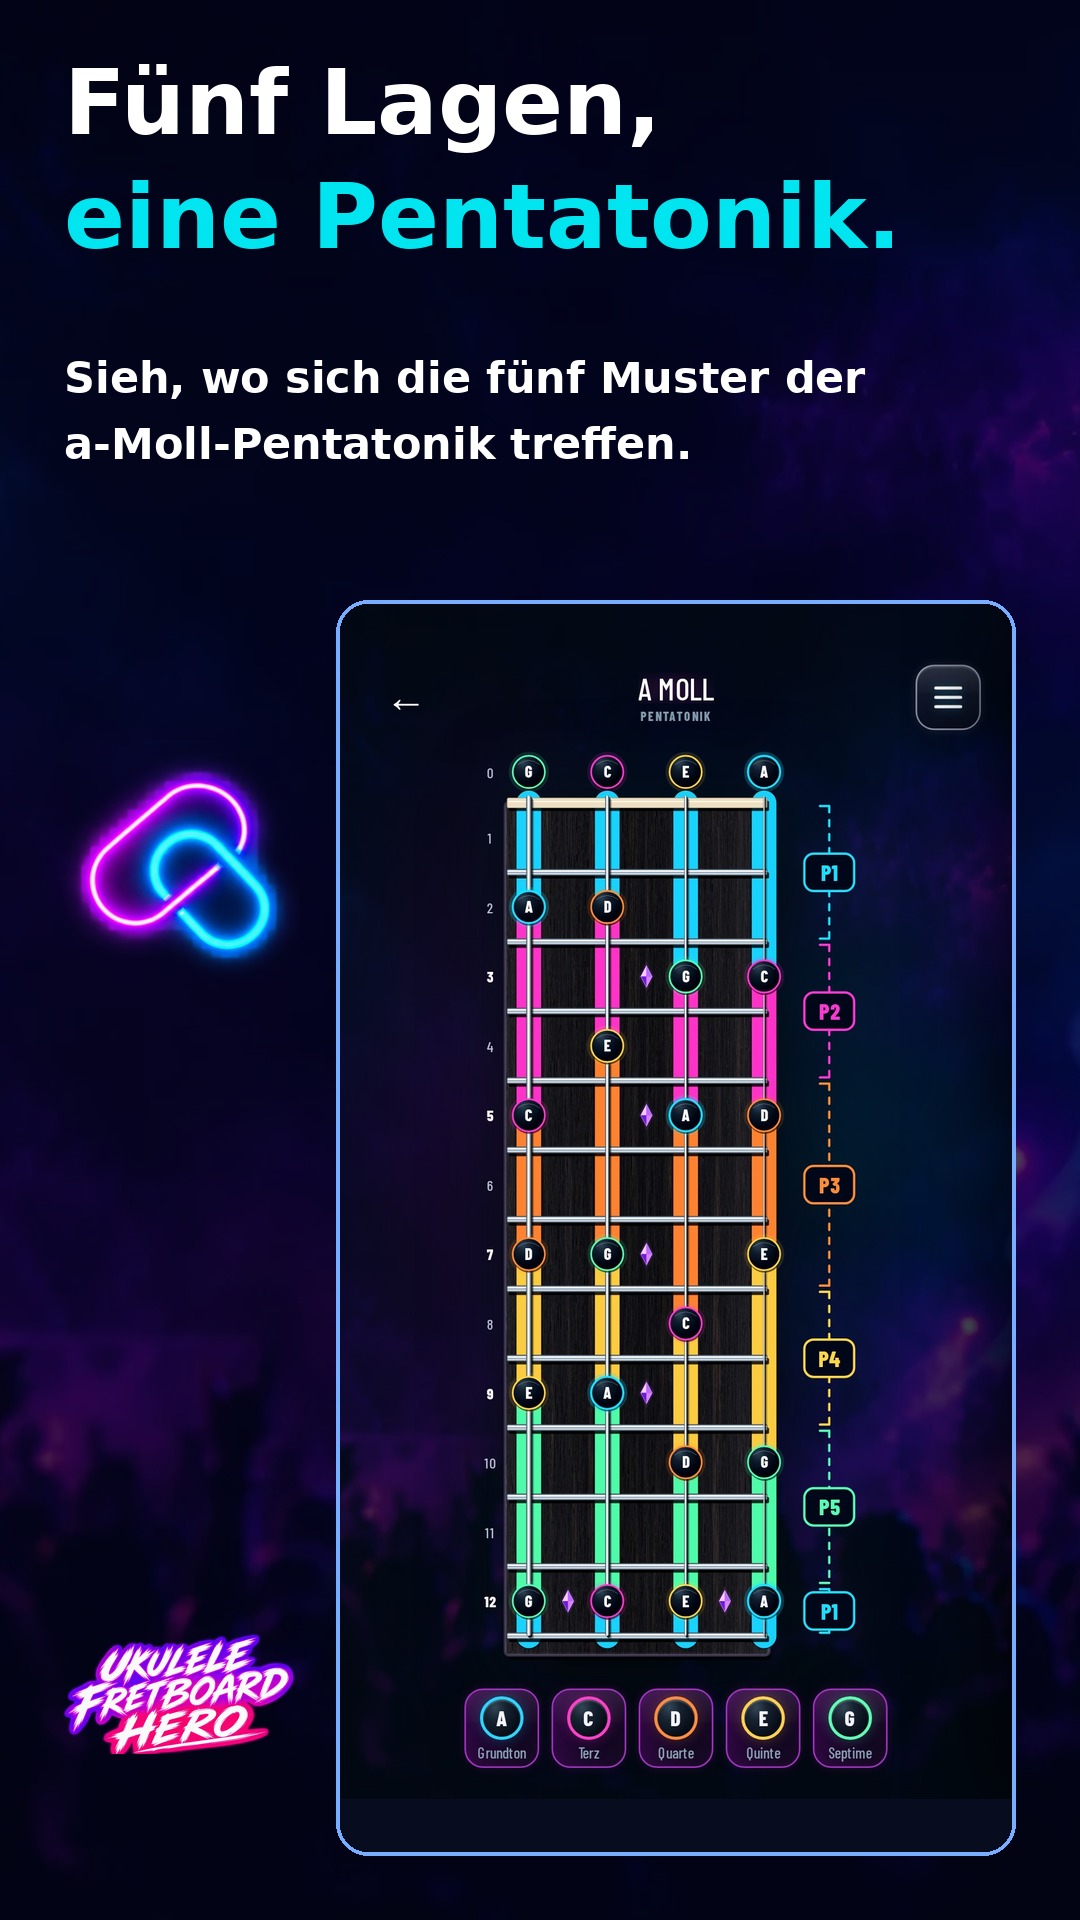 Fünf Lagen,
eine Pentatonik.
Sieh, wo sich die fünf Muster der
a-Moll-Pentatonik treffen.
←
A MOLL
PENTATONIK
0 G C E A
1
P1
2 A D
3 G C
P2
4 E
5 C A D
6
P3
7 D G E
8 C
P4
9 E A
10 D G
P5
11
12 G C E A
P1
UKULELE
FRETBOARD
HERO
A C D E G
Grundton Terz Quarte Quinte Septime